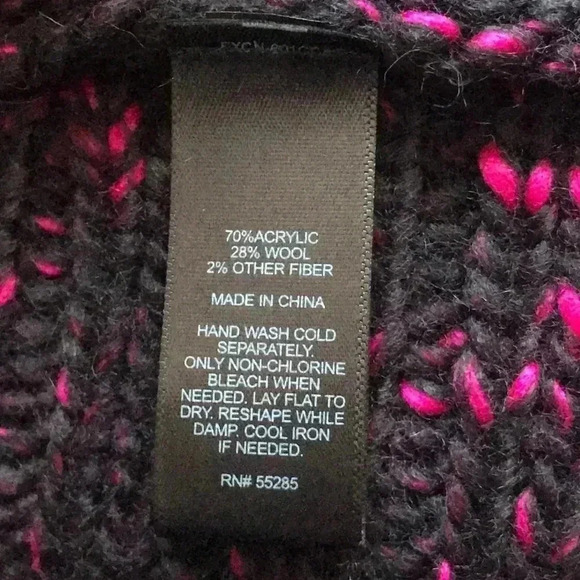 70%ACRYLIC
28% WOOL
2% OTHER FIBER
MADE IN CHINA
HAND WASH COLD
SEPARATELY.
ONLY NON-CHLORINE
BLEACH WHEN
NEEDED. LAY FLAT TO
DRY. RESHAPE WHILE
DAMP. COOL IRON
IF NEEDED.
RN# 55285